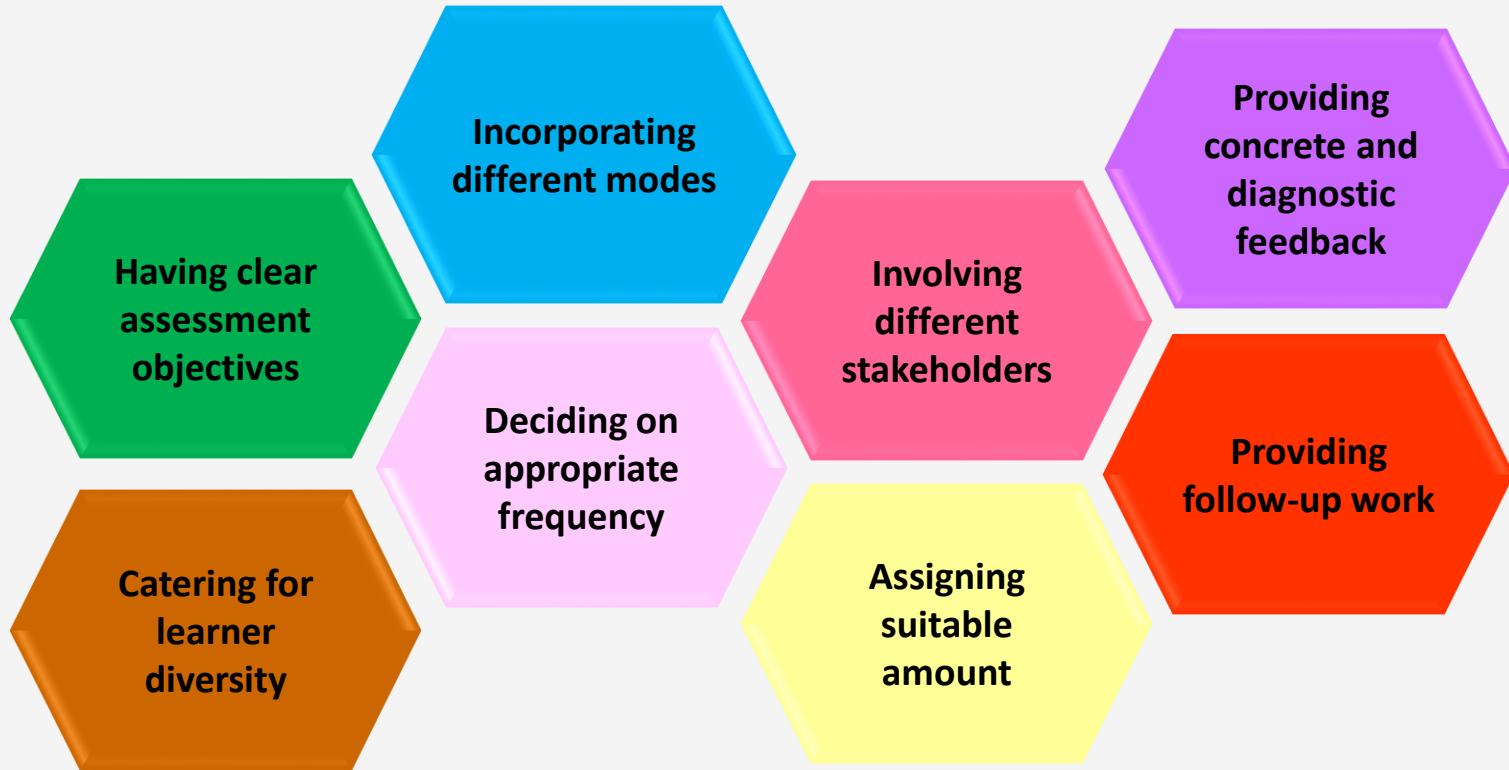 Having clear
assessment
objectives
Catering for
learner
diversity
Incorporating
different modes
Deciding on
appropriate
frequency
Involving
different
stakeholders
Assigning
suitable
amount
Providing
concrete and
diagnostic
feedback
Providing
follow-up work